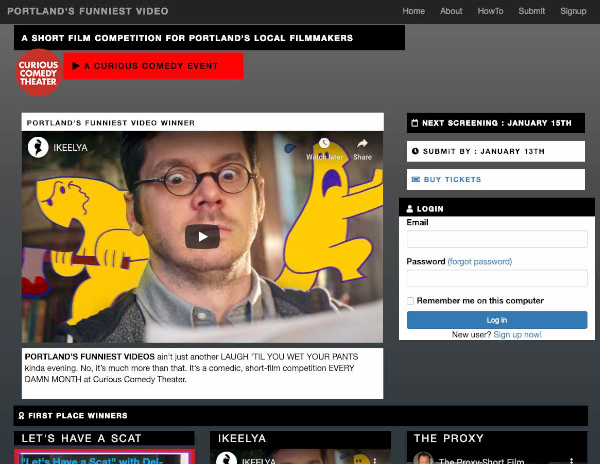 PORTLAND'S FUNNIEST VIDEO
Home About HowTo Submit Signup
A SHORT FILM COMPETITION FOR PORTLAND'S LOCAL FILMMAKERS
CURIOUS
COMEDY
THEATER
A CURIOUS COMEDY EVENT
PORTLAND'S FUNNIEST VIDEO WINNER
IKEELYA
Watch later Share
PORTLAND'S FUNNIEST VIDEOS ain't just another LAUGH 'TIL YOU WET YOUR PANTS
kinda evening. No, it's much more than that. It's a comedic, short-film competition EVERY
DAMN MONTH at Curious Comedy Theater.
NEXT SCREENING : JANUARY 15TH
SUBMIT BY : JANUARY 13TH
BUY TICKETS
LOGIN
Email
Password (forgot password)
Remember me on this computer
Log in
New user? Sign up now!
FIRST PLACE WINNERS
LET'S HAVE A SCAT
"Let's Have a Scat" with Dei-
IKEELYA
IKEELYA
THE PROXY
The Proxy-Short Film